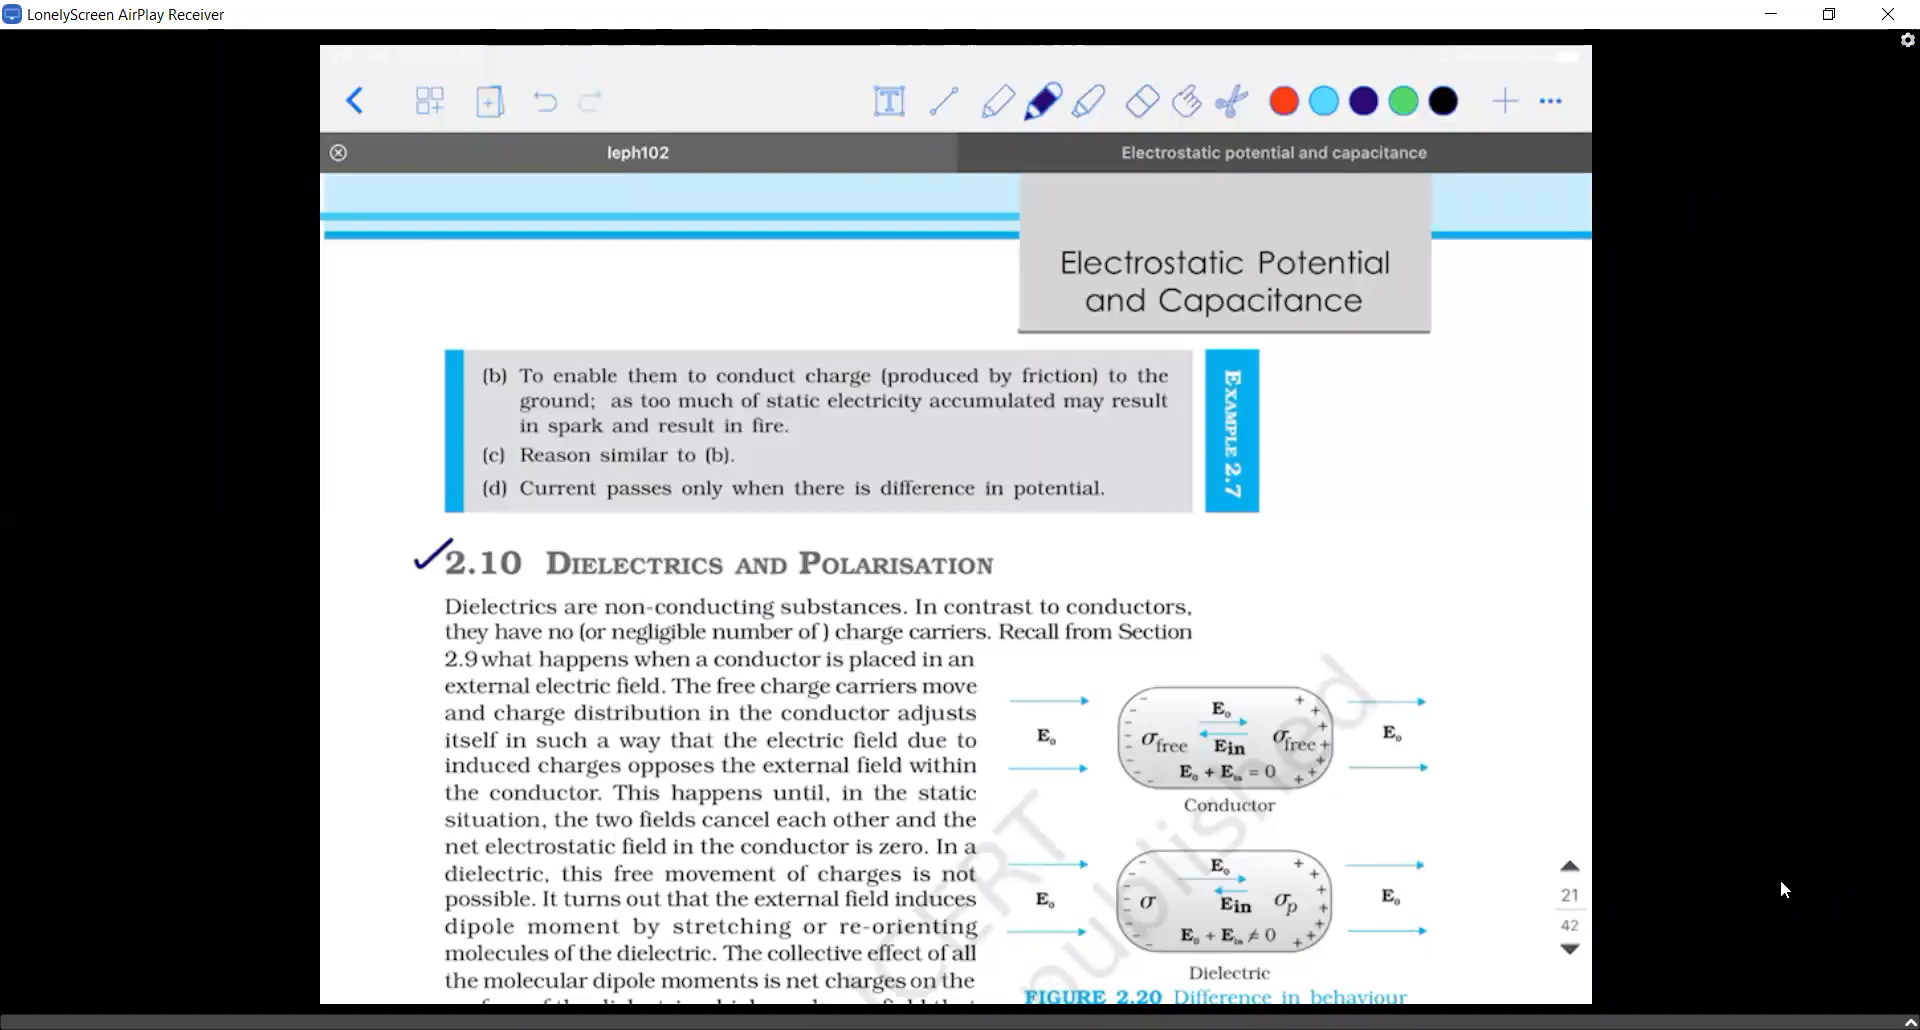 LonelyScreen AirPlay Receiver
leph102
Electrostatic potential and capacitance
Electrostatic Potential
and Capacitance
(b) To enable them to conduct charge (produced by friction) to the
ground; as too much of static electricity accumulated may result
in spark and result in fire.
(c) Reason similar to (b).
(d) Current passes only when there is difference in potential.
EXAMPLE 2.7
2.10 DIELECTRICS AND POLARISATION
Dielectrics are non-conducting substances. In contrast to conductors,
they have no (or negligible number of ) charge carriers. Recall from Section
2.9 what happens when a conductor is placed in an
external electric field. The free charge carriers move
and charge distribution in the conductor adjusts
itself in such a way that the electric field due to
induced charges opposes the external field within
the conductor. This happens until, in the static
situation, the two fields cancel each other and the
net electrostatic field in the conductor is zero. In a
dielectric, this free movement of charges is not
possible. It turns out that the external field induces
dipole moment by stretching or re-orienting
molecules of the dielectric. The collective effect of all
the molecular dipole moments is net charges on the
E₀
E₀
σfree Ein σfree
E₀ + Eᵢₙ = 0
E₀
Conductor
E₀
E₀
σ Ein σp
E₀ + Eᵢₙ ≠ 0
E₀
Dielectric
FIGURE 2.20 Difference in behaviour
21
42